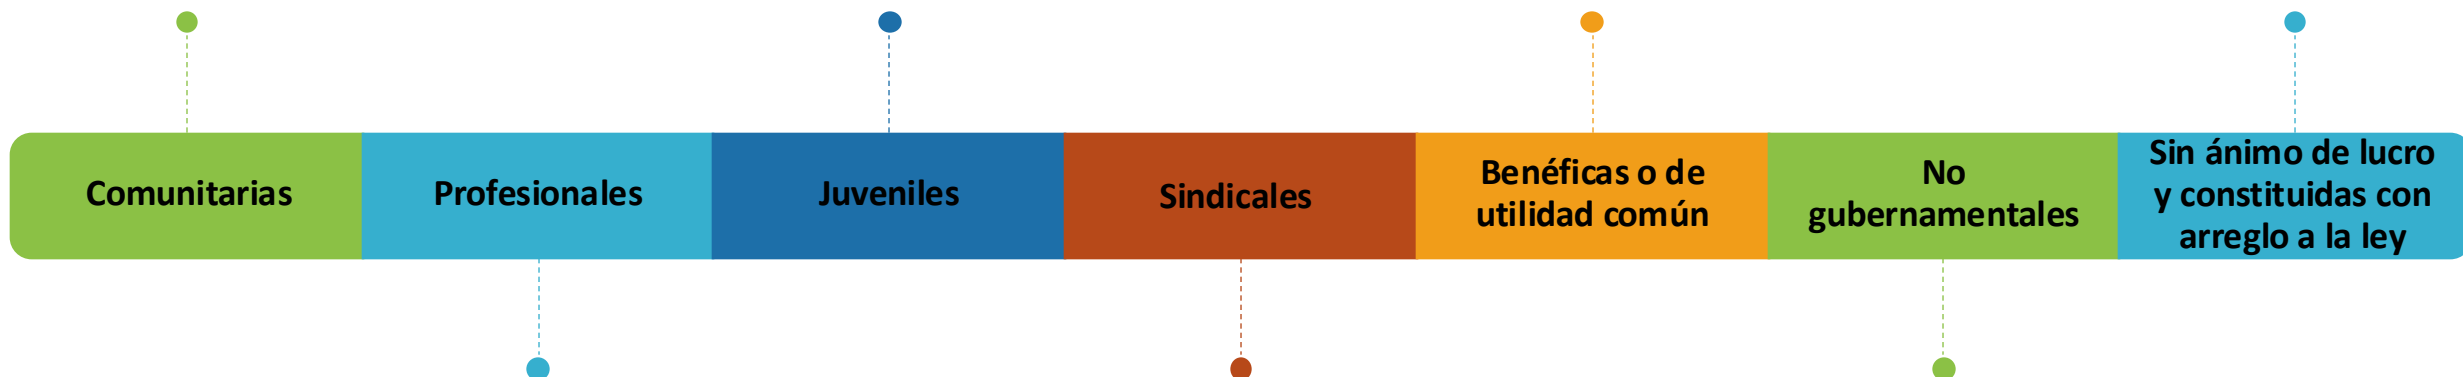 Comunitarias
Profesionales
Juveniles
Sindicales
Benéficas o de
utilidad común
No
gubernamentales
Sin ánimo de lucro
y constituidas con
arreglo a la ley